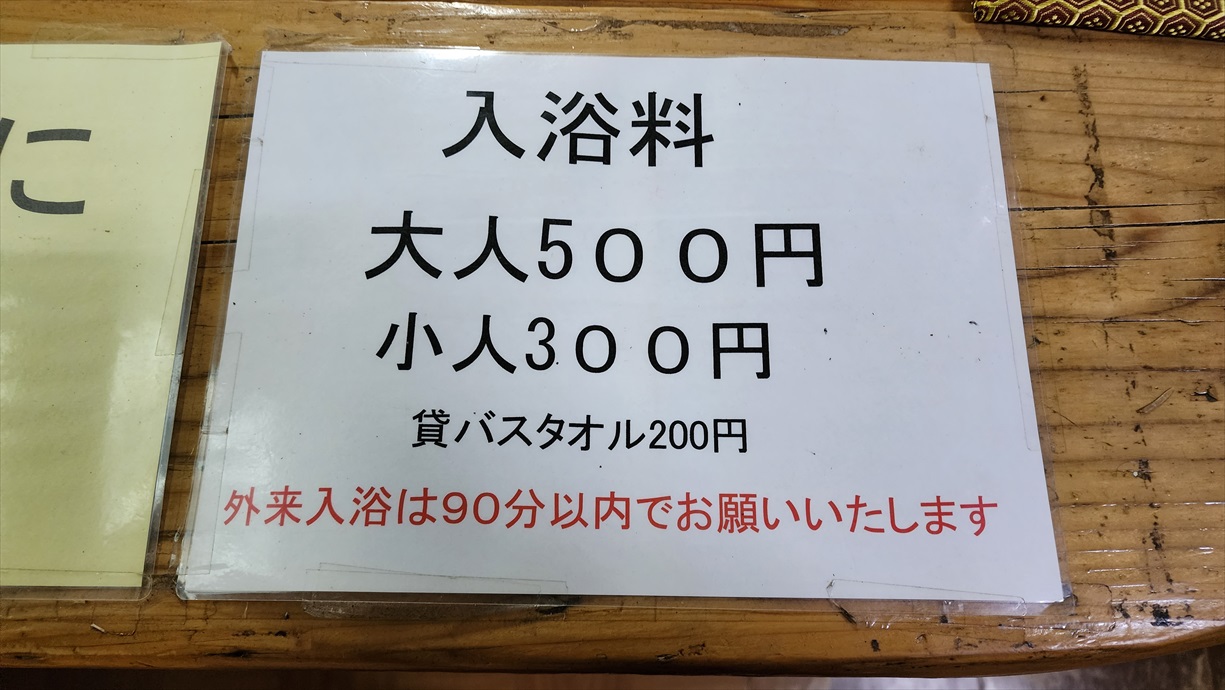 に
入浴料
大人5００円
小人3００円
貸バスタオル200円
外来入浴は９０分以内でお願いいたします